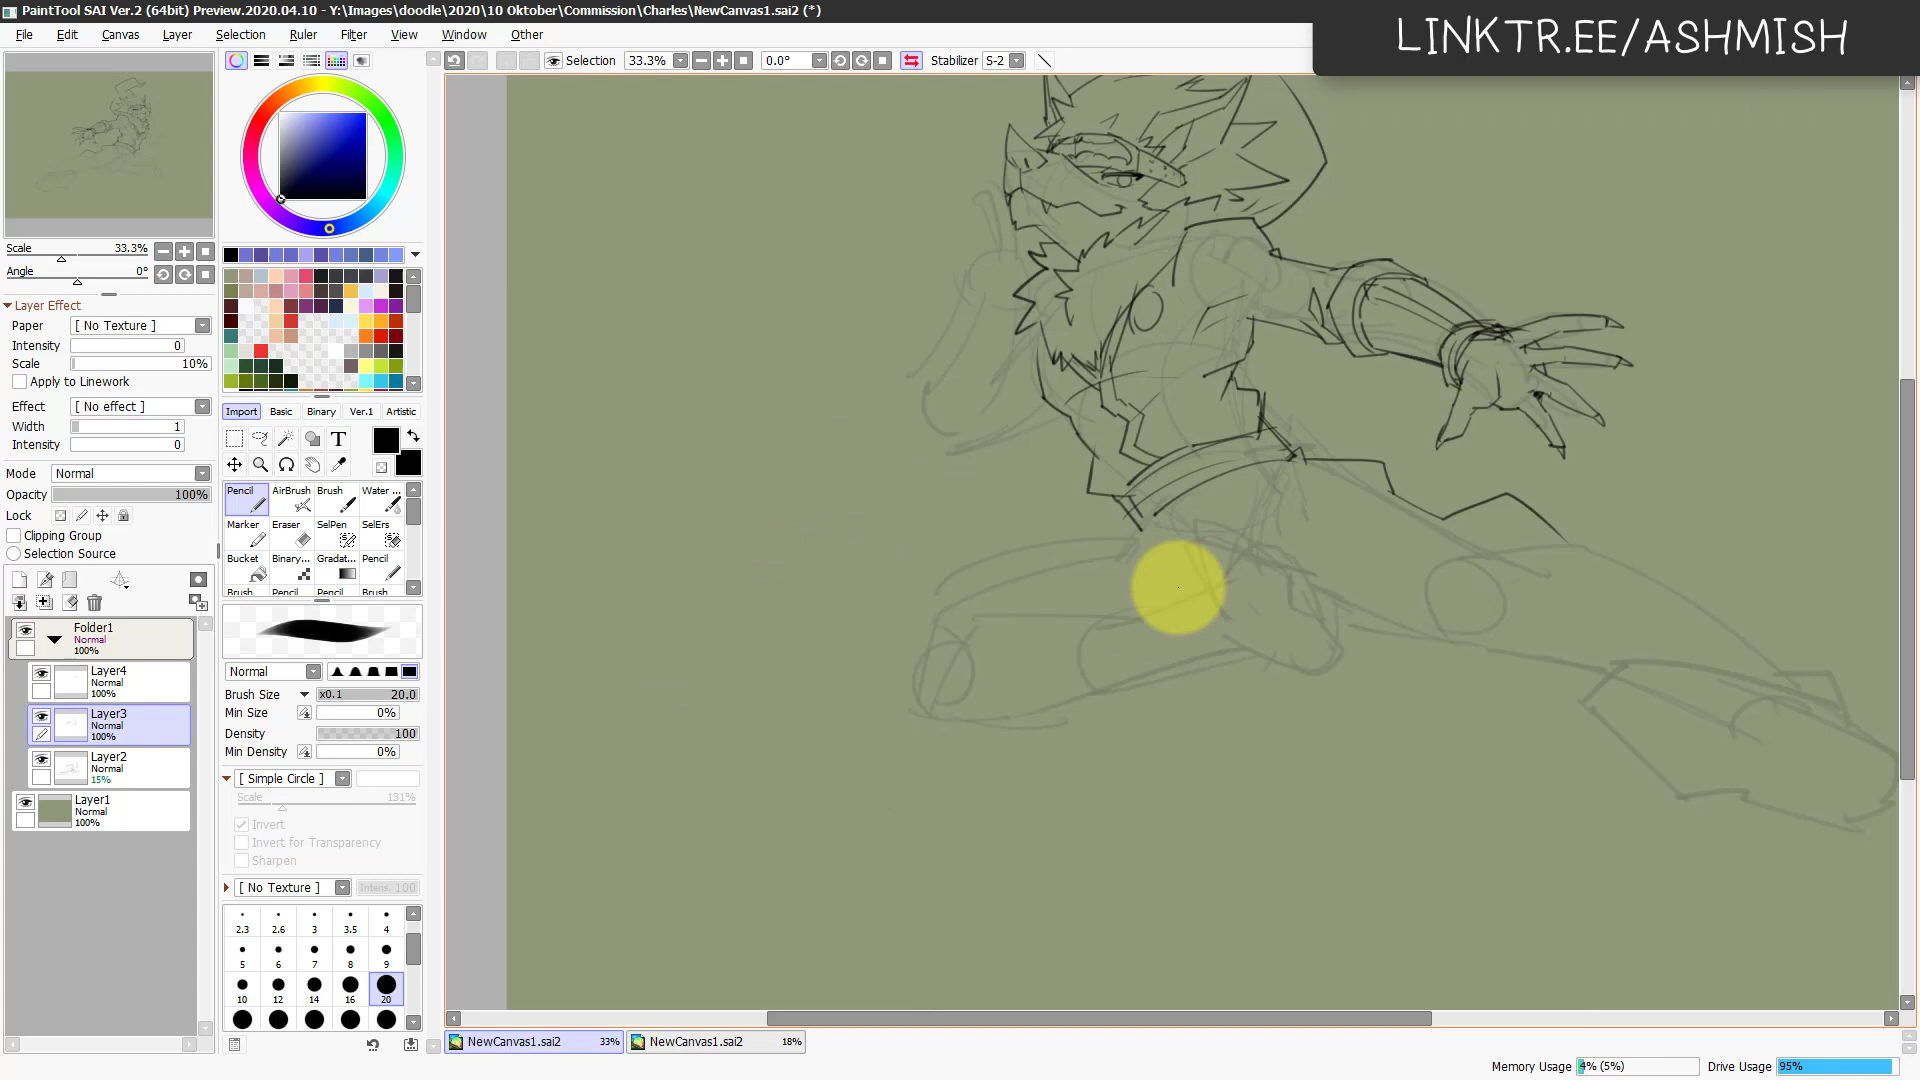 PaintTool SAI Ver.2 (64bit) Preview.2020.04.10 - Y:\Images\doodle\2020\10 Oktober\Commission\Charles\NewCanvas1.sai2 (*)
LINKTR.EE/ASHMISH
File Edit Canvas Layer Selection Ruler Filter View Window Other
Selection 33.3% 0.0° Stabilizer S-2
Scale 33.3%
Angle 0°
Layer Effect
Paper [ No Texture ]
Intensity 0
Scale 10%
Apply to Linework
Effect [ No effect ]
Width 1
Intensity 0
Mode Normal
Opacity 100%
Lock
Clipping Group
Selection Source
Folder1
Normal
100%
Layer4
Normal
100%
Layer3
Normal
100%
Layer2
Normal
15%
Layer1
Normal
100%
Import Basic Binary Ver.1 Artistic
T
Pencil AirBrush Brush Water ...
Marker Eraser SelPen SelErs
Bucket Binary... Gradat... Pencil
Brush Pencil Pencil Brush
Normal
Brush Size x0.1 20.0
Min Size 0%
Density 100
Min Density 0%
[ Simple Circle ]
Scale 131%
Invert
Invert for Transparency
Sharpen
[ No Texture ] Intens. 100
2.3 2.6 3 3.5 4
5 6 7 8 9
10 12 14 16 20
NewCanvas1.sai2 33% NewCanvas1.sai2 18%
Memory Usage 4% (5%) Drive Usage 95%